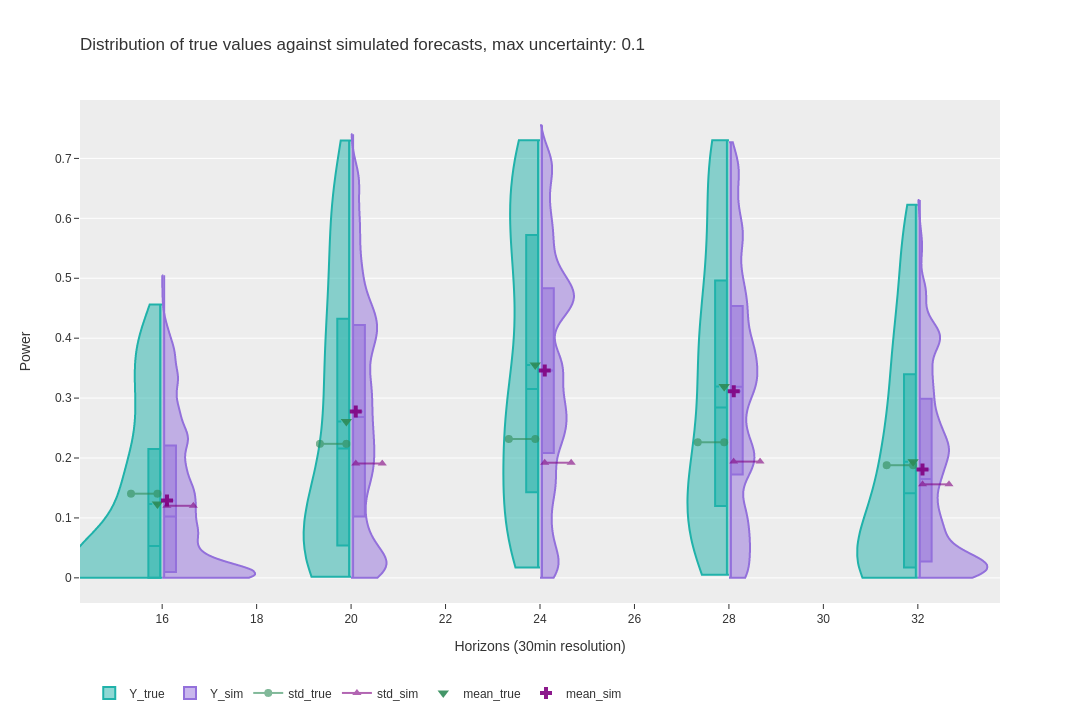 Distribution of true values against simulated forecasts, max uncertainty: 0.1
Power
0.7
0.6
0.5
0.4
0.3
0.2
0.1
0
16 18 20 22 24 26 28 30 32
Horizons (30min resolution)
Y_true Y_sim std_true std_sim mean_true mean_sim